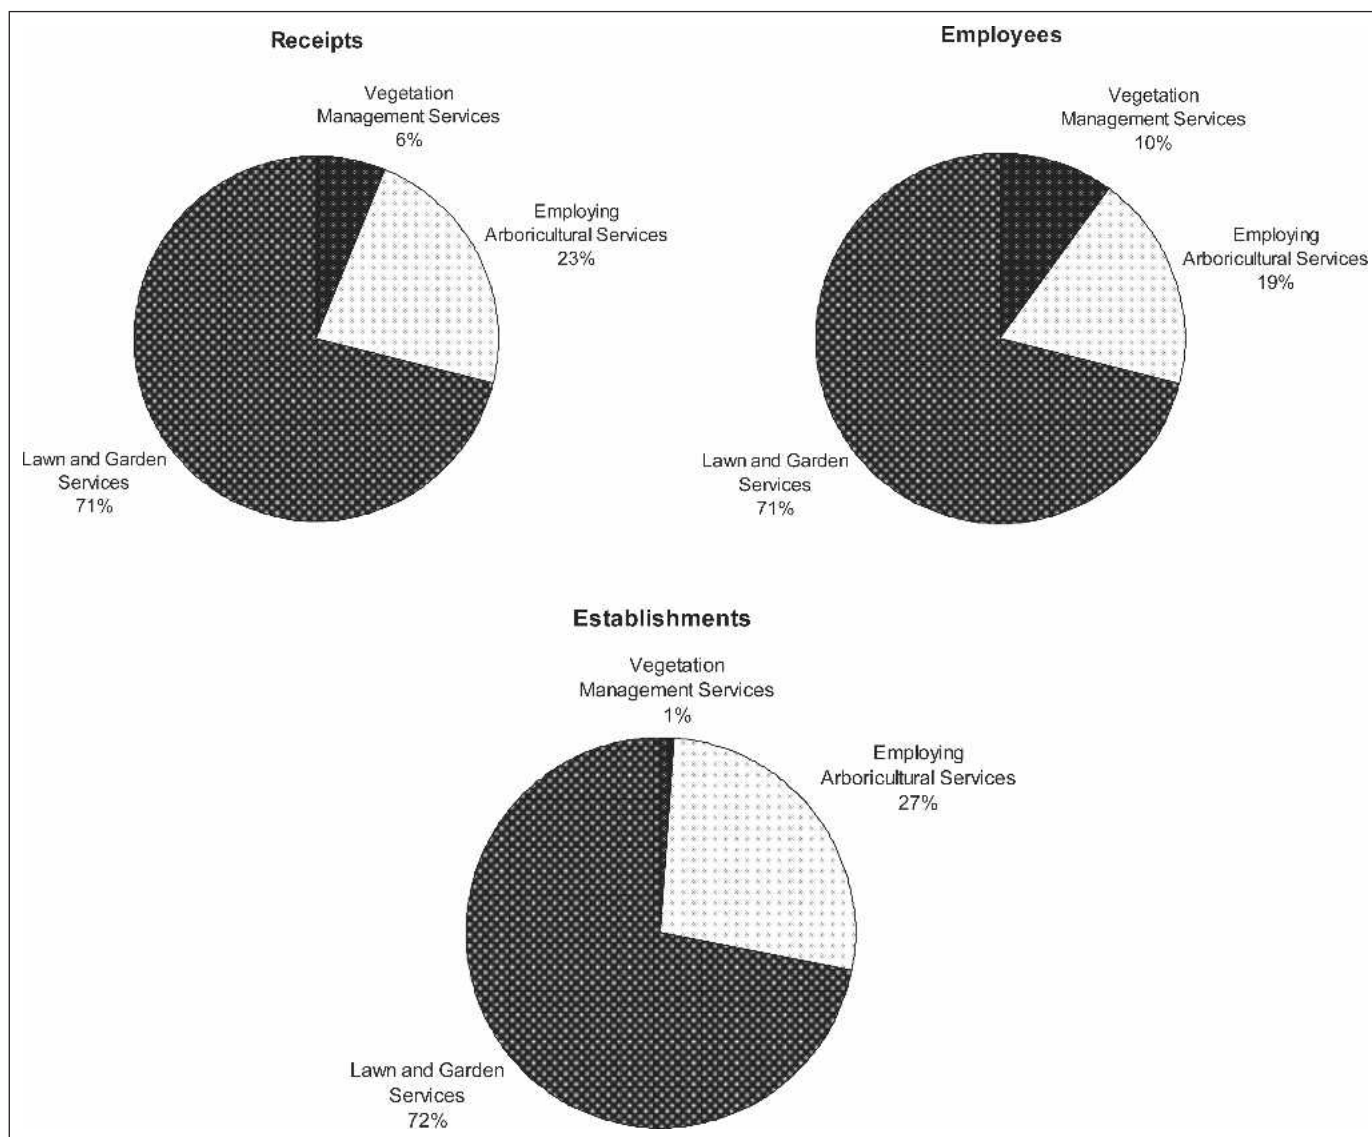 Receipts
Vegetation
Management Services
6%
Employing
Arboricultural Services
23%
Lawn and Garden
Services
71%
Employees
Vegetation
Management Services
10%
Employing
Arboricultural Services
19%
Lawn and Garden
Services
71%
Establishments
Vegetation
Management Services
1%
Employing
Arboricultural Services
27%
Lawn and Garden
Services
72%